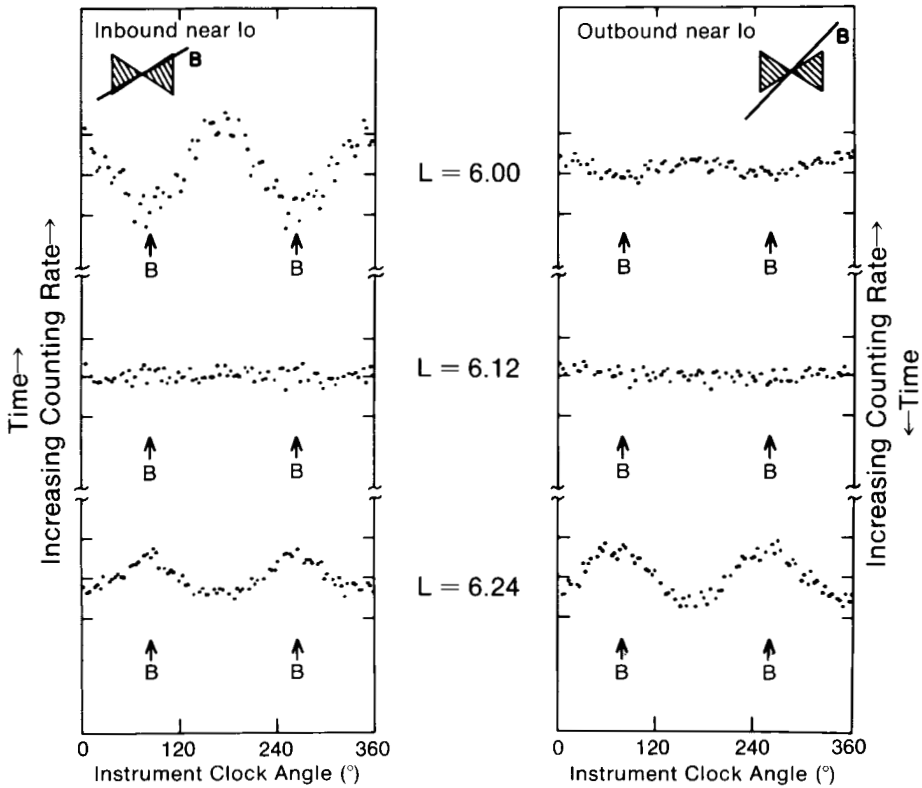 Inbound near Io
B
Outbound near Io
B
L = 6.00
B
B
B
B
L = 6.12
B
B
B
B
L = 6.24
B
B
B
B
Time→
Increasing Counting Rate→
Increasing Counting Rate→
←Time
0
120
240
360
0
120
240
360
Instrument Clock Angle (°)
Instrument Clock Angle (°)